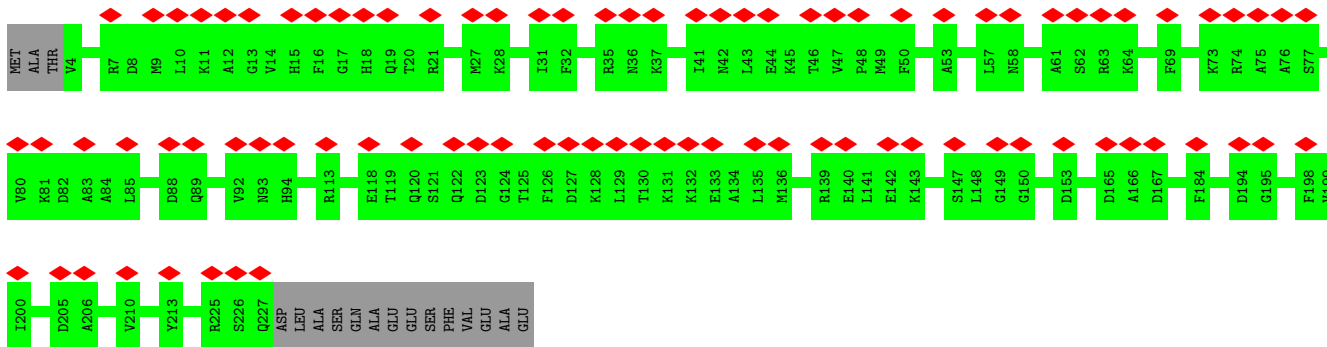 MET ALA THR V4 R7 D8 M9 L10 K11 A12 G13 V14 H15 F16 G17 H18 Q19 T20 R21 M27 K28 I31 F32 R35 N36 K37 I41 N42 L43 E44 K45 T46 V47 P48 M49 F50 A53 L57 N58 A61 S62 R63 K64 F69 K73 R74 A75 A76 S77
V80 K81 D82 A83 A84 L85 D88 Q89 V92 N93 H94 R113 E118 T119 Q120 S121 Q122 D123 G124 T125 F126 D127 K128 L129 T130 K131 K132 E133 A134 L135 M136 R139 E140 L141 E142 K143 S147 L148 G149 G150 D153 D165 A166 D167 F184 D194 G195 F198 V199
I200 D205 A206 V210 Y213 R225 S226 Q227 ASP LEU ALA SER GLN ALA GLU GLU SER PHE VAL GLU ALA GLU